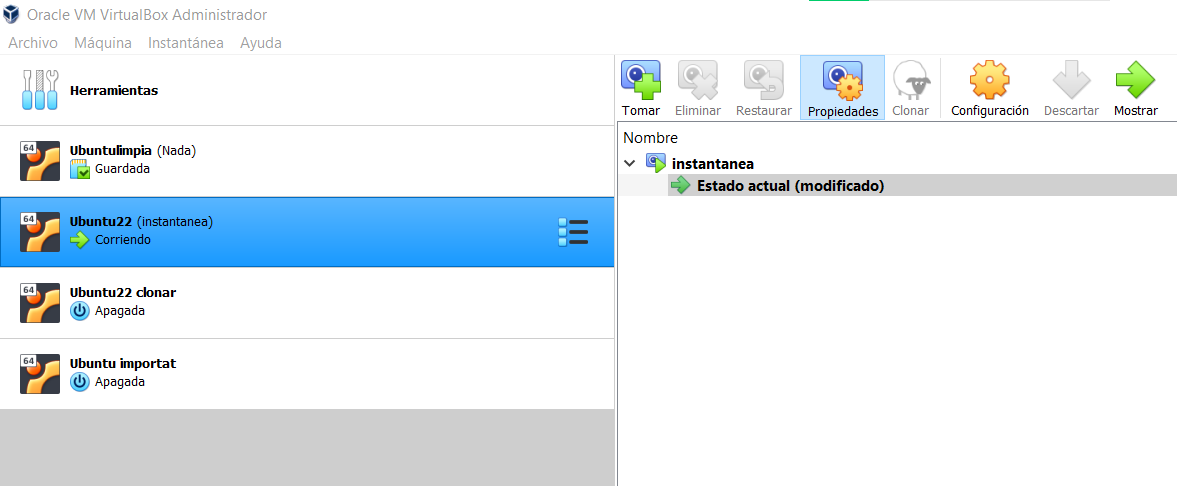 Oracle VM VirtualBox Administrador
Archivo Máquina Instantánea Ayuda
Herramientas
64
Ubuntulimpia (Nada)
Guardada
64
Ubuntu22 (instantanea)
Corriendo
64
Ubuntu22 clonar
Apagada
64
Ubuntu importat
Apagada
Tomar Eliminar Restaurar Propiedades Clonar Configuración Descartar Mostrar
Nombre
instantanea
Estado actual (modificado)